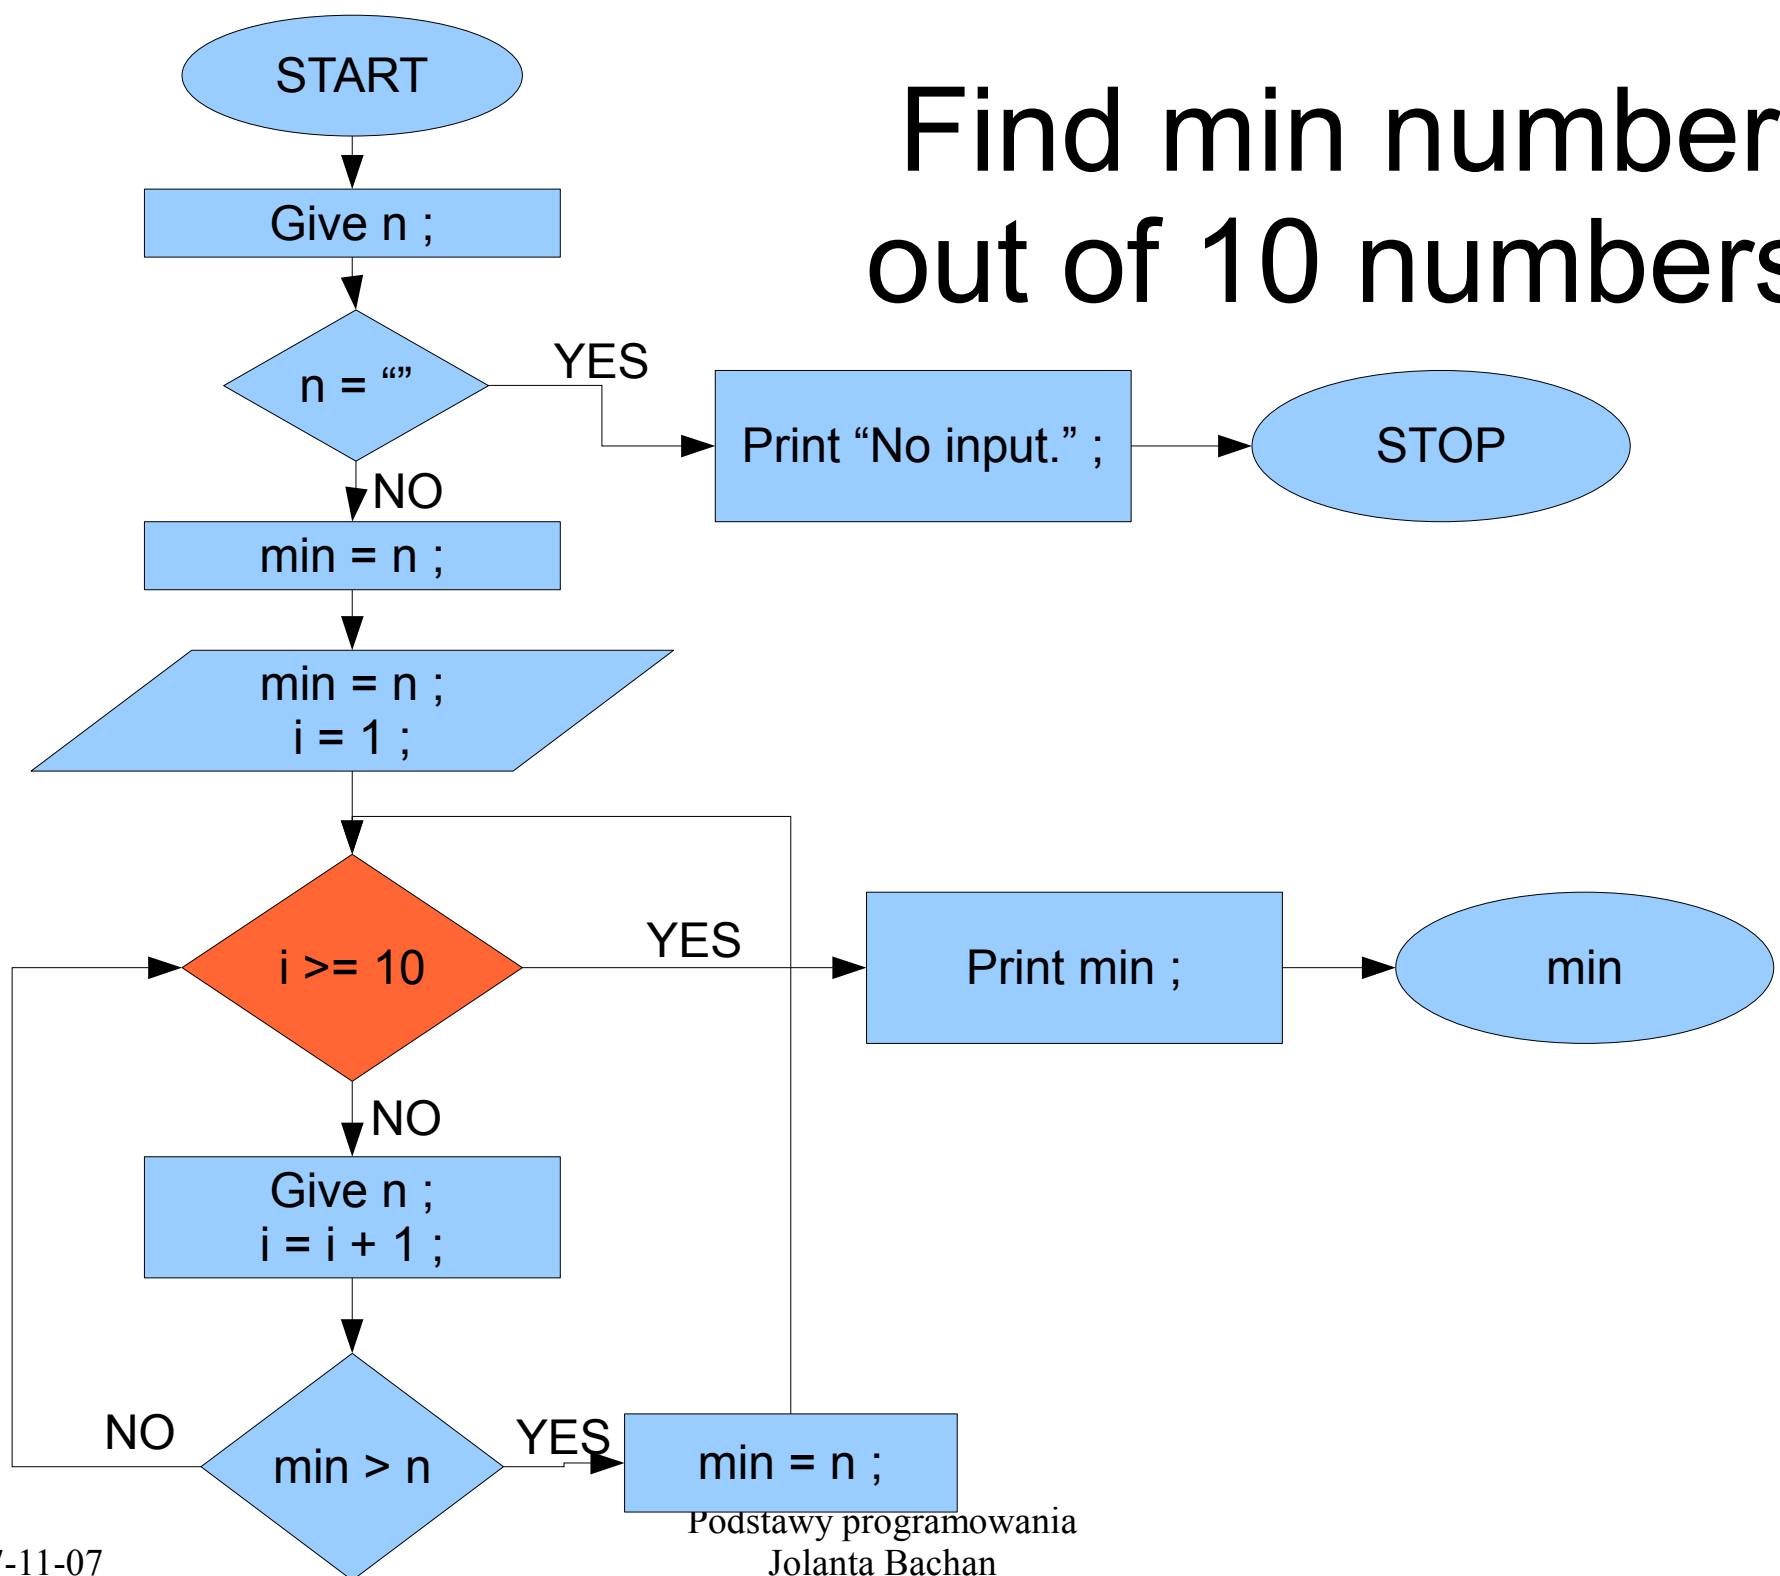 START
Find min number
out of 10 numbers
Give n ;
n = “”
YES
Print “No input.” ;
STOP
NO
min = n ;
min = n ;
i = 1 ;
i >= 10
YES
Print min ;
min
NO
Give n ;
i = i + 1 ;
NO
min > n
YES
min = n ;
Podstawy programowania
Jolanta Bachan
7-11-07